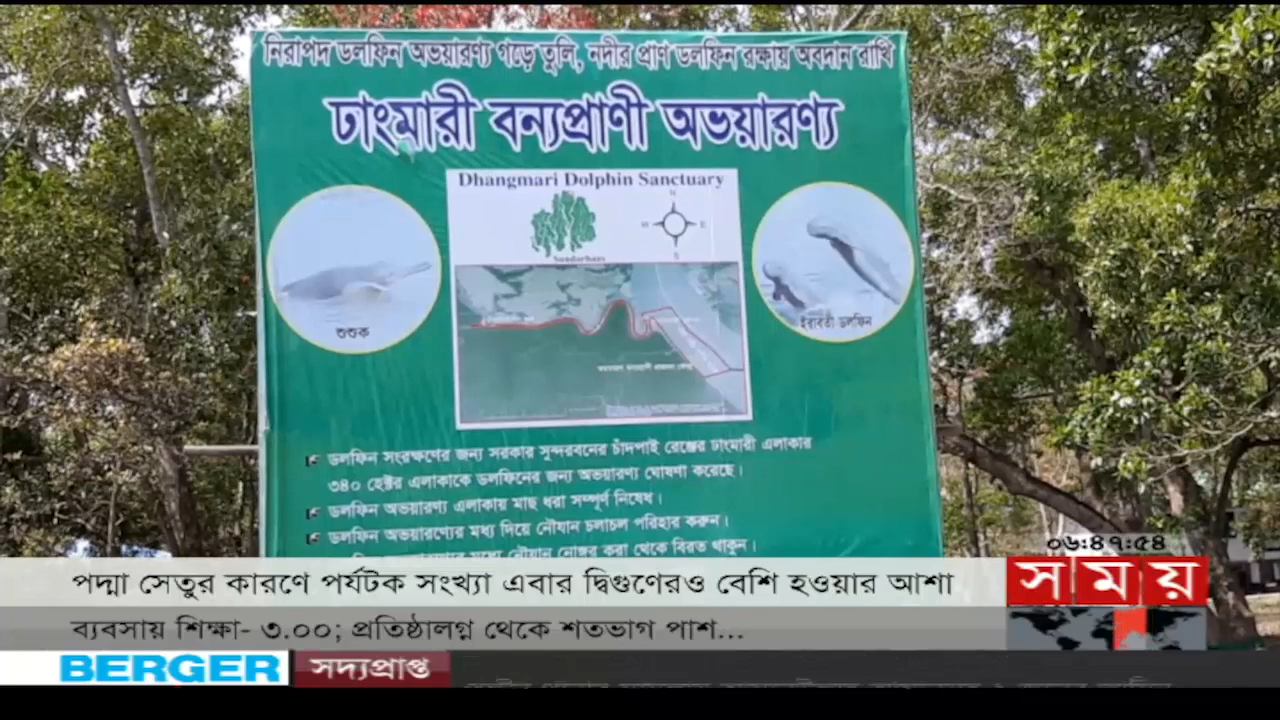 নিরাপদ ডলফিন অভয়ারণ্য গড়ে তুলি, নদীর প্রাণ ডলফিন রক্ষায় অবদান রাখি
ঢাংমারী বন্যপ্রাণী অভয়ারণ্য
Dhangmari Dolphin Sanctuary
N
W E
S
Sundarbans
শুশুক
ইরাবতী ডলফিন
ডলফিন সংরক্ষণের জন্য সরকার সুন্দরবনের চাঁদপাই রেঞ্জের ঢাংমারী এলাকার
৩৪০ হেক্টর এলাকাকে ডলফিনের জন্য অভয়ারণ্য ঘোষণা করেছে।
ডলফিন অভয়ারণ্য এলাকায় মাছ ধরা সম্পূর্ণ নিষেধ।
ডলফিন অভয়ারণ্যের মধ্য দিয়ে নৌযান চলাচল পরিহার করুন।
মধ্যে নৌযান নোঙ্গর করা থেকে বিরত থাকুন।
০৬:৪৭:৫৪
পদ্মা সেতুর কারণে পর্যটক সংখ্যা এবার দ্বিগুণেরও বেশি হওয়ার আশা
সময়
ব্যবসায় শিক্ষা- ৩.০০; প্রতিষ্ঠালগ্ন থেকে শতভাগ পাশ...
BERGER
সদ্যপ্রাপ্ত